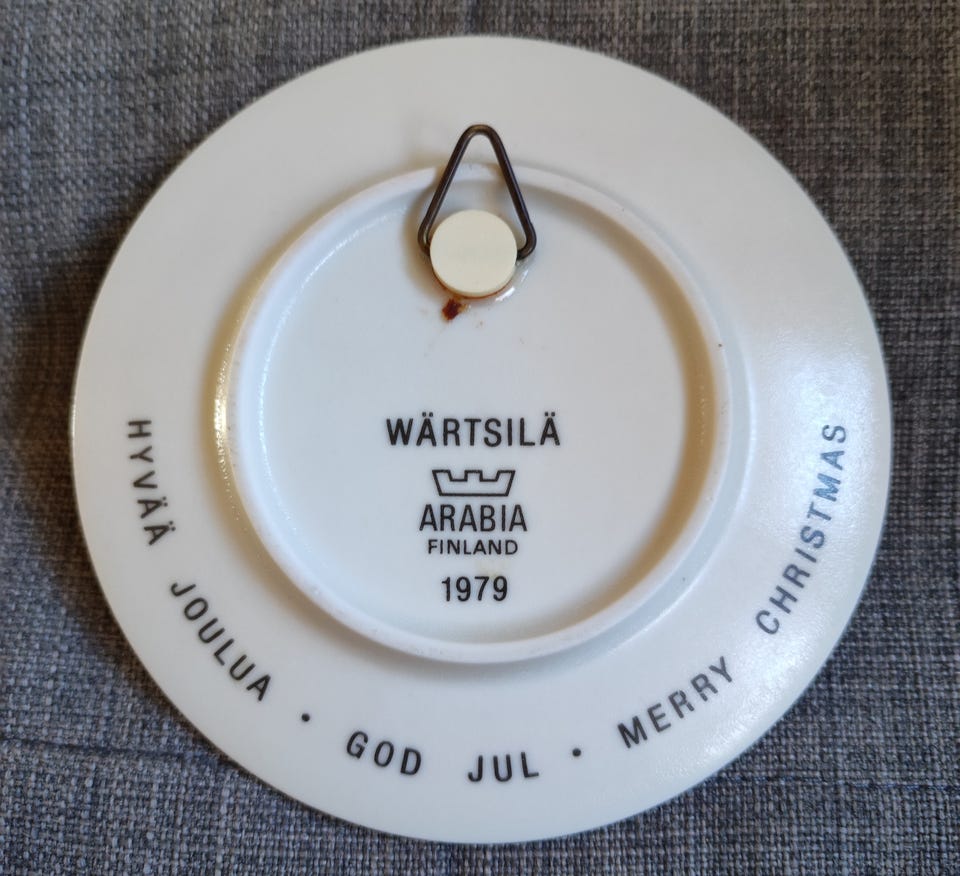 WÄRTSILÄ
ARABIA
FINLAND
1979
HYVÄÄ JOULUA • GOD JUL • MERRY CHRISTMAS